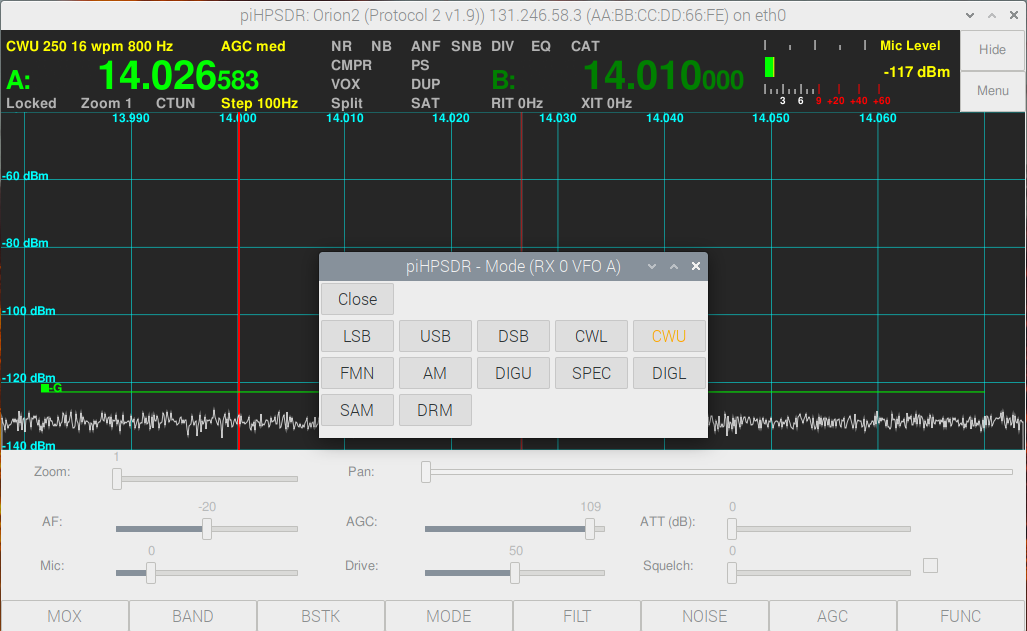 piHPSDR: Orion2 (Protocol 2 v1.9)) 131.246.58.3 (AA:BB:CC:DD:66:FE) on eth0
CWU 250 16 wpm 800 Hz AGC med NR NB ANF SNB DIV EQ CAT Mic Level Hide
CMPR PS
A: 14.026583 VOX DUP B: 14.010000 -117 dBm
Menu
Locked Zoom 1 CTUN Step 100Hz Split SAT RIT 0Hz XIT 0Hz 3 6 9 +20 +40 +60
13.990 14.000 14.010 14.020 14.030 14.040 14.050 14.060
-60 dBm
-80 dBm
piHPSDR - Mode (RX 0 VFO A)
Close
-100 dBm
LSB USB DSB CWL CWU
FMN AM DIGU SPEC DIGL
-120 dBm
-G
SAM DRM
-140 dBm
1
Zoom: Pan:
-20 109 0
AF: AGC: ATT (dB):
0 50 0
Mic: Drive: Squelch:
MOX BAND BSTK MODE FILT NOISE AGC FUNC